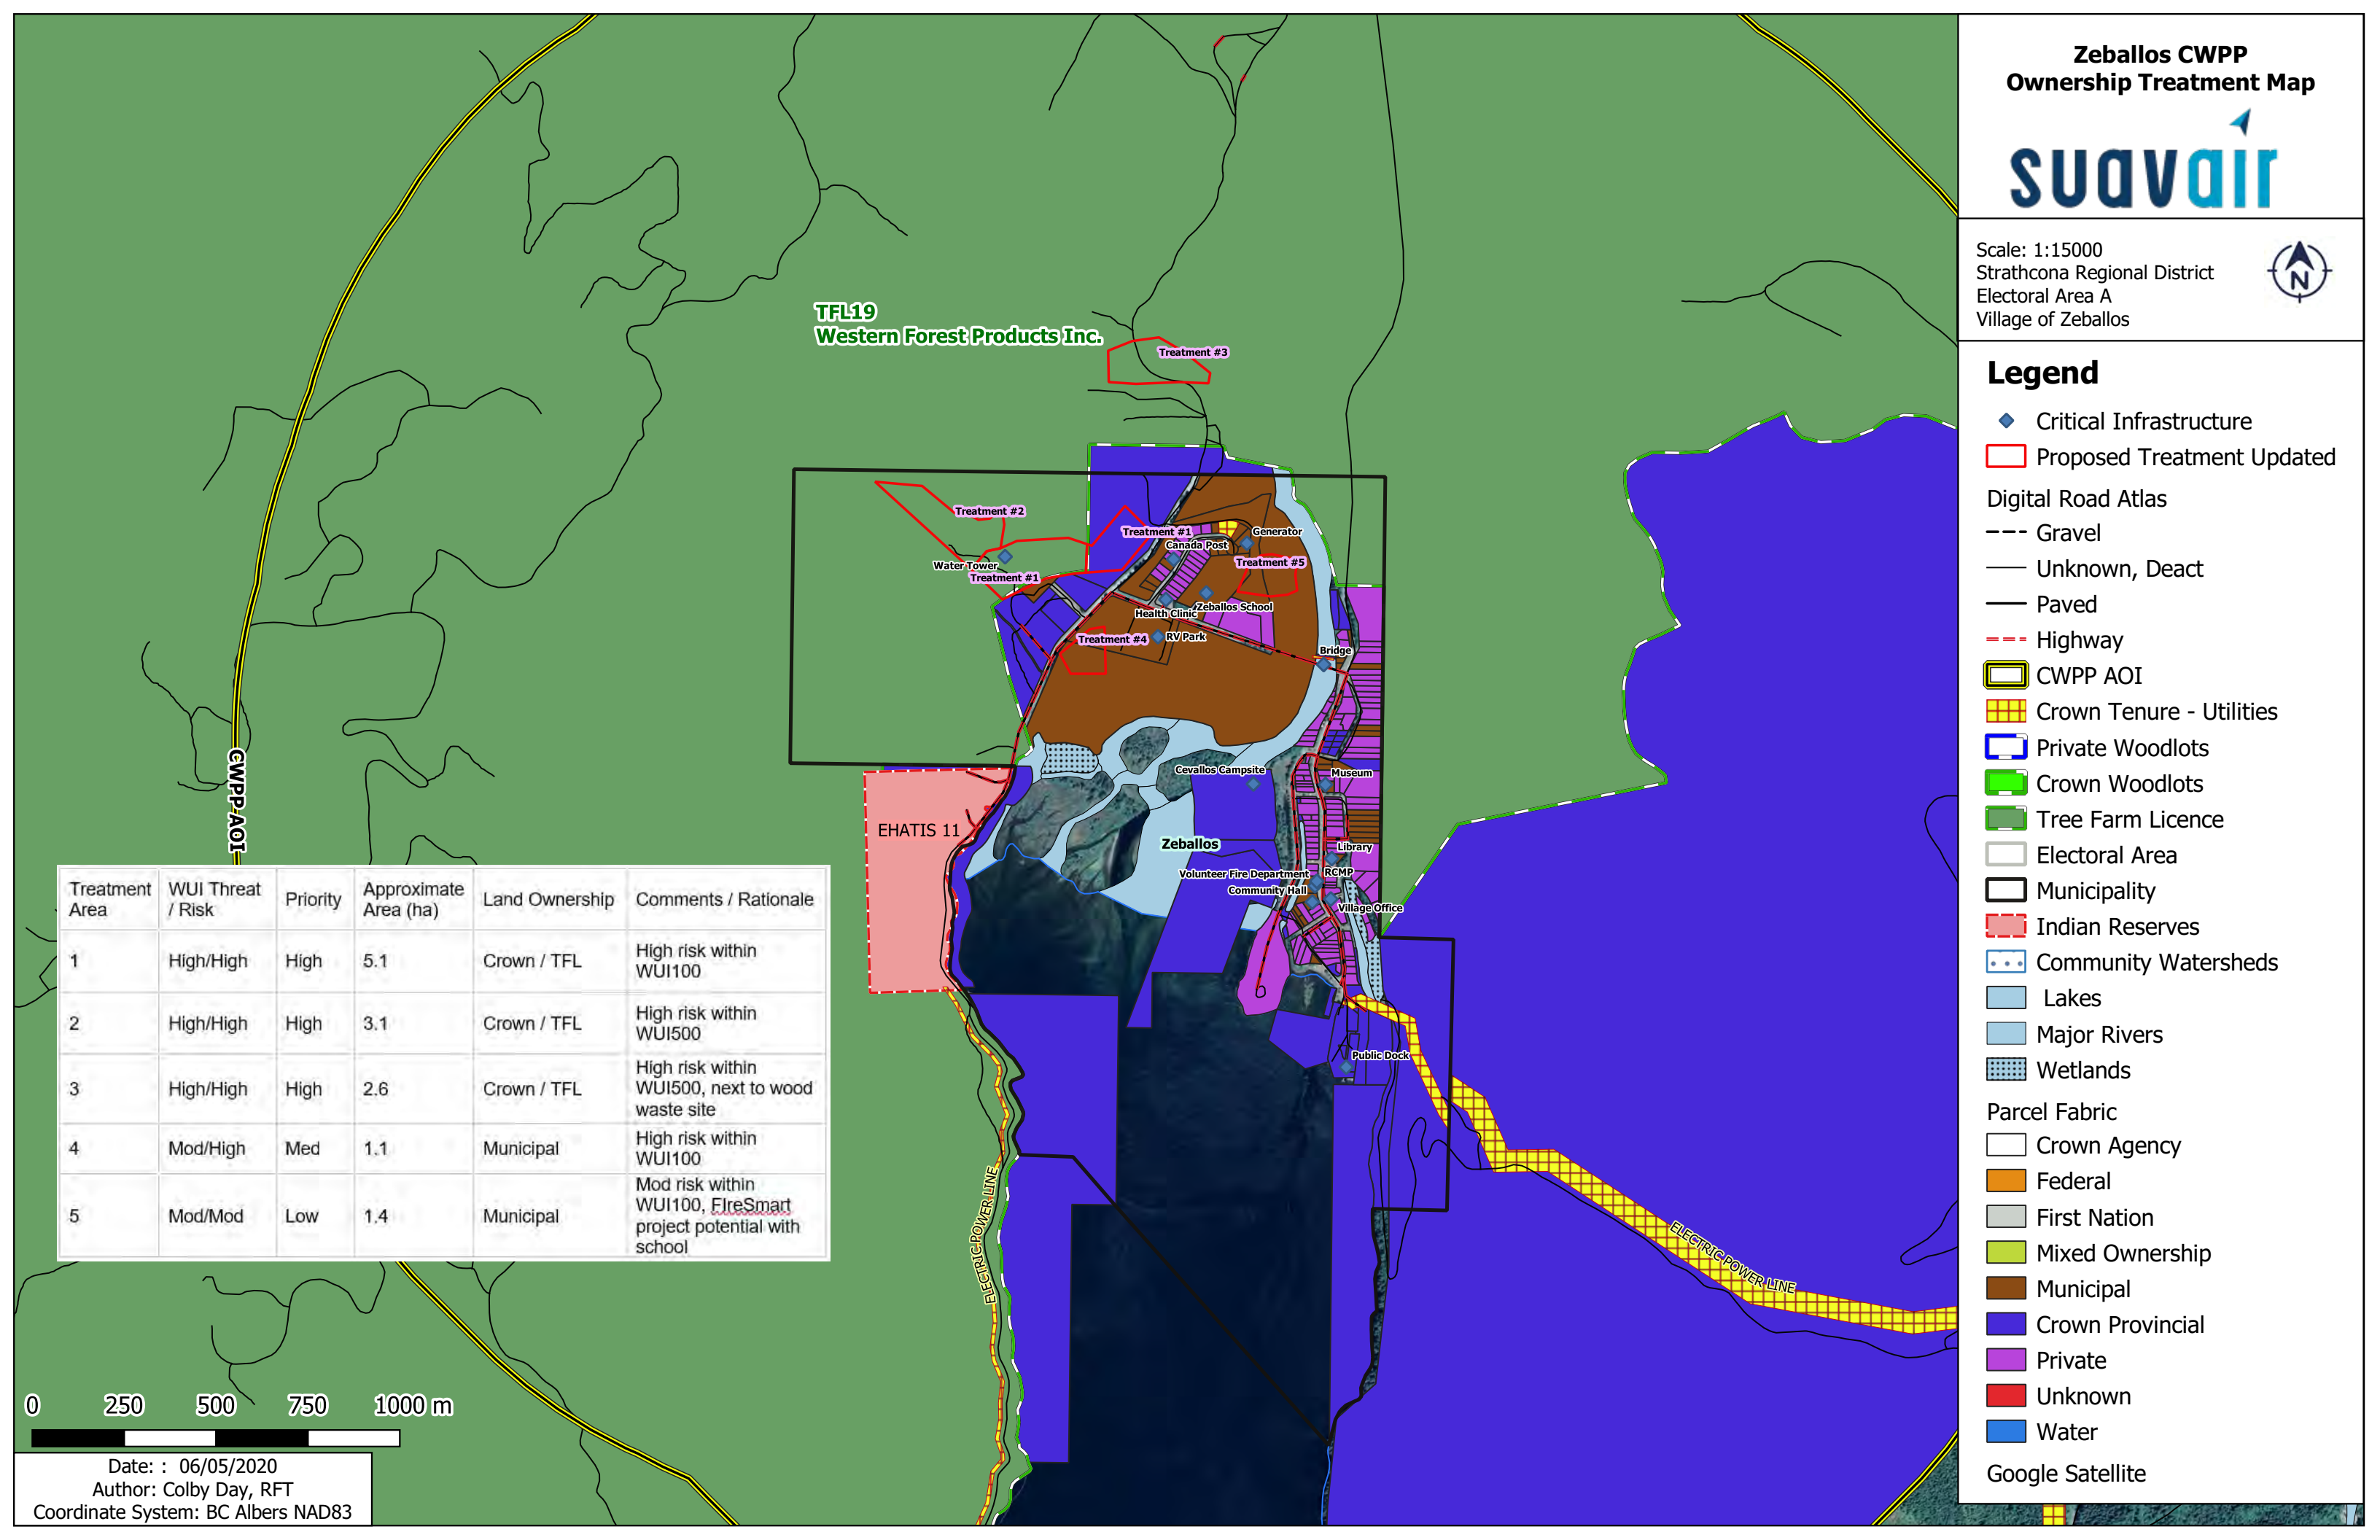 Zeballos CWPP
Ownership Treatment Map
suavair
Scale: 1:15000
Strathcona Regional District
Electoral Area A
Village of Zeballos
N
Legend
Critical Infrastructure
Proposed Treatment Updated
Digital Road Atlas
Gravel
Unknown, Deact
Paved
Highway
CWPP AOI
Crown Tenure - Utilities
Private Woodlots
Crown Woodlots
Tree Farm Licence
Electoral Area
Municipality
Indian Reserves
Community Watersheds
Lakes
Major Rivers
Wetlands
Parcel Fabric
Crown Agency
Federal
First Nation
Mixed Ownership
Municipal
Crown Provincial
Private
Unknown
Water
Google Satellite
TFL19
Western Forest Products Inc.
Treatment #3
Treatment #2
Treatment #1
Generator
Canada Post
Water Tower
Treatment #5
Treatment #1
Zeballos School
Health Clinic
Treatment #4
RV Park
Bridge
Cevallos Campsite
Museum
CWPP AOI
EHATIS 11
Zeballos
Library
Volunteer Fire Department
RCMP
Community Hall
Village Office
Public Dock
ELECTRIC POWER LINE
ELECTRIC POWER LINE
Treatment Area WUI Threat / Risk Priority Approximate Area (ha) Land Ownership Comments / Rationale
1 High/High High 5.1 Crown / TFL High risk within WUI100
2 High/High High 3.1 Crown / TFL High risk within WUI500
3 High/High High 2.6 Crown / TFL High risk within WUI500, next to wood waste site
4 Mod/High Med 1.1 Municipal High risk within WUI100
5 Mod/Mod Low 1.4 Municipal Mod risk within WUI100, FIreSmart project potential with school
0 250 500 750 1000 m
Date: : 06/05/2020
Author: Colby Day, RFT
Coordinate System: BC Albers NAD83